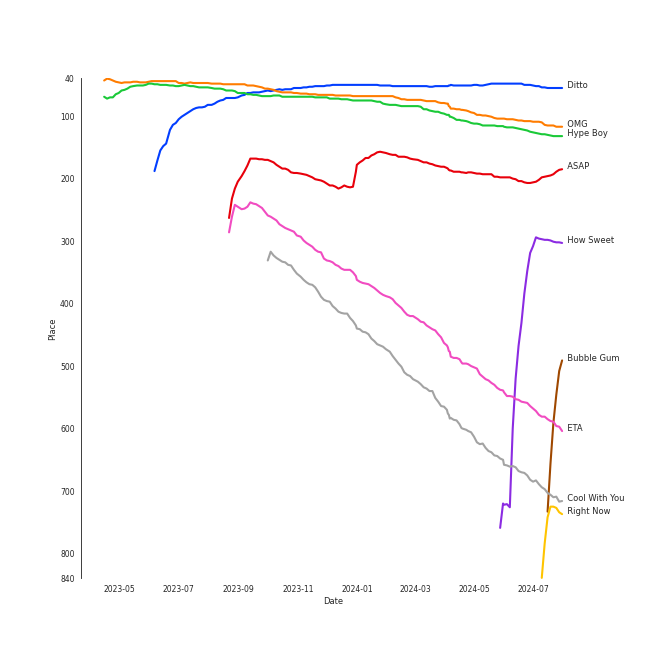 40
100
200
300
400
500
600
700
800
840
Place
2023-05
2023-07
2023-09
2023-11
2024-01
2024-03
2024-05
2024-07
Date
Ditto
OMG
Hype Boy
ASAP
How Sweet
Bubble Gum
ETA
Cool With You
Right Now